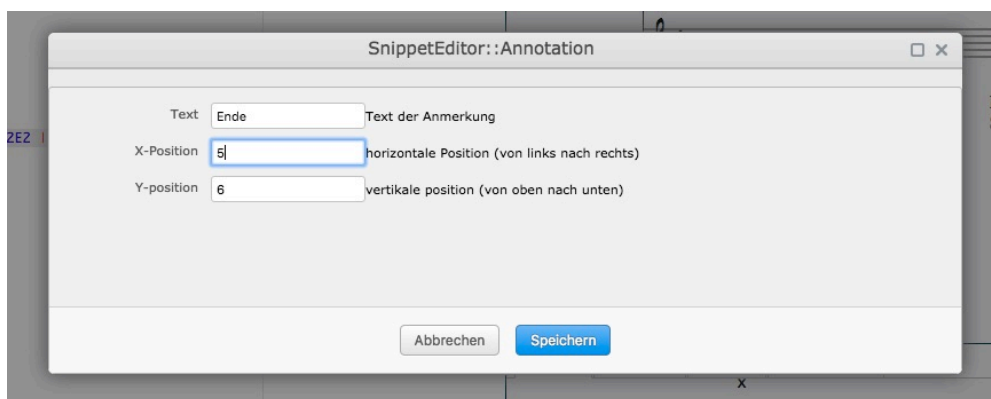 SnippetEditor::Annotation
Text Ende Text der Anmerkung
2E2 |
X-Position 5 horizontale Position (von links nach rechts)
Y-position 6 vertikale position (von oben nach unten)
Abbrechen Speichern
x